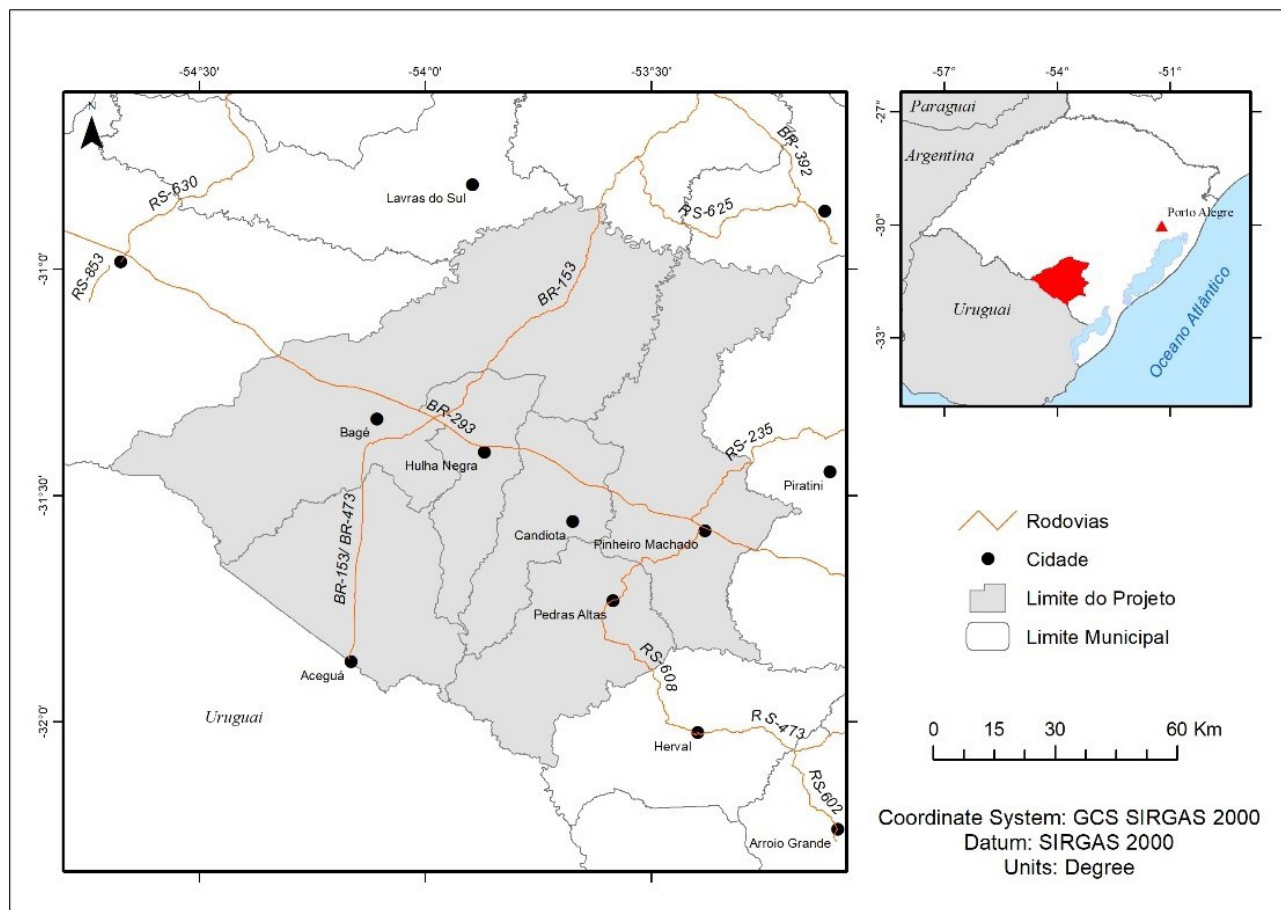 -54°30'
-54°0'
-53°30'
-57°
-54°
-51°
N
BR-392
RS-630
Lavras do Sul
RS-625
RS-853
-31°0'
BR-153
BR-293
Bagé
Hulha Negra
RS-235
Piratini
-31°30'
BR-153/ BR-473
Candiota
Pinheiro Machado
Pedras Altas
Aceguá
RS-608
Uruguai
-32°0'
RS-473
Herval
RS-602
Arroio Grande
-27°
Paraguai
Argentina
Porto Alegre
-30°
Uruguai
-33°
Oceano Atlântico
Rodovias
Cidade
Limite do Projeto
Limite Municipal
0 15 30 60 Km
Coordinate System: GCS SIRGAS 2000
Datum: SIRGAS 2000
Units: Degree